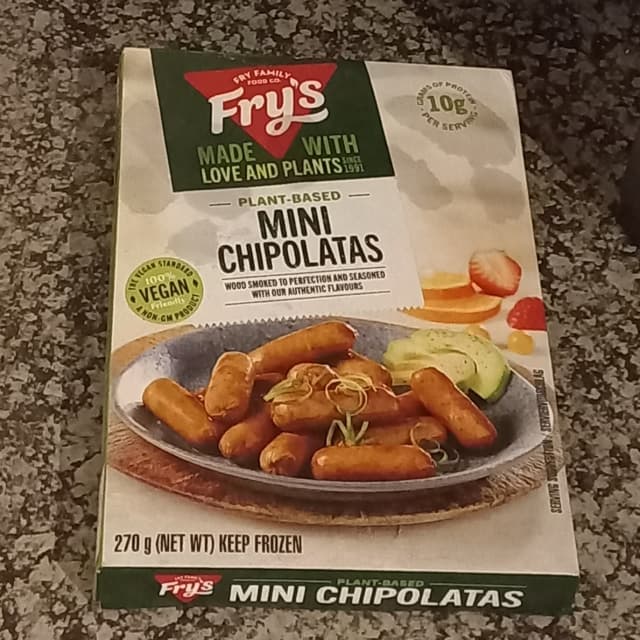 FRY FAMILY
FOOD CO.
Fry's
MADE WITH
LOVE AND PLANTS SINCE 1991
GRAMS OF PROTEIN
10g
PER SERVING
PLANT-BASED
MINI
CHIPOLATAS
WOOD SMOKED TO PERFECTION AND SEASONED
WITH OUR AUTHENTIC FLAVOURS
THE VEGAN STANDARD
100%
VEGAN
Friendly
A NON-GM PRODUCT
SERVING
270 g (NET WT) KEEP FROZEN
Fry's
PLANT-BASED
MINI CHIPOLATAS